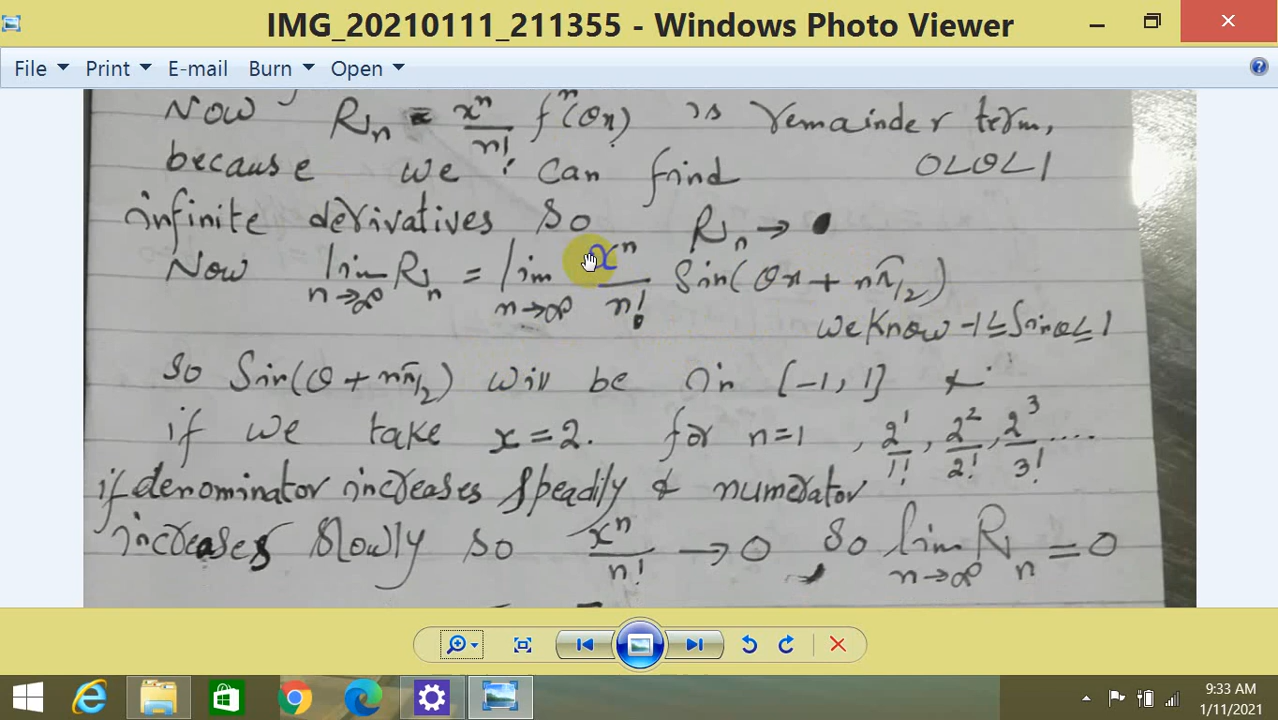 IMG_20210111_211355 - Windows Photo Viewer
File Print E-mail Burn Open
Now Rn = xⁿ/n! fⁿ(θx) is remainder term,
because we can find 0<θ<1
infinite derivatives so Rn →
Now lim n→∞ Rn = lim n→∞ xⁿ/n! Sin(θx + nπ/2)
we Know -1≤Sinθ≤1
so Sin(θ + nπ/2) will be in [-1, 1] &
if we take x=2. for n=1, 2¹/1!, 2²/2!, 2³/3! ....
if denominator increases speadily & numerator
increases slowly so xⁿ/n! → 0, So lim n→∞ Rn = 0
9:33 AM
1/11/2021